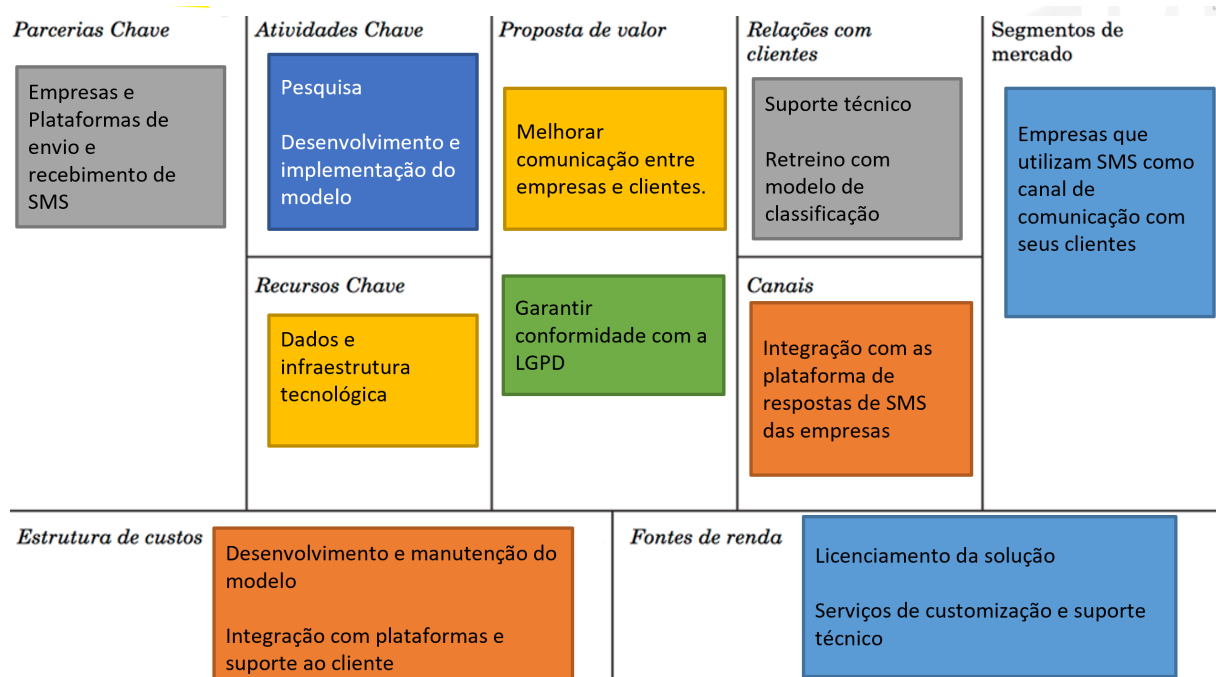 Parcerias Chave
Empresas e
Plataformas de
envio e
recebimento de
SMS
Atividades Chave
Pesquisa
Desenvolvimento e
implementação do
modelo
Recursos Chave
Dados e
infraestrutura
tecnológica
Proposta de valor
Melhorar
comunicação entre
empresas e clientes.
Garantir
conformidade com a
LGPD
Relações com
clientes
Suporte técnico
Retreino com
modelo de
classificação
Canais
Integração com as
plataforma de
respostas de SMS
das empresas
Segmentos de
mercado
Empresas que
utilizam SMS como
canal de
comunicação com
seus clientes
Estrutura de custos
Desenvolvimento e manutenção do
modelo
Integração com plataformas e
suporte ao cliente
Fontes de renda
Licenciamento da solução
Serviços de customização e suporte
técnico